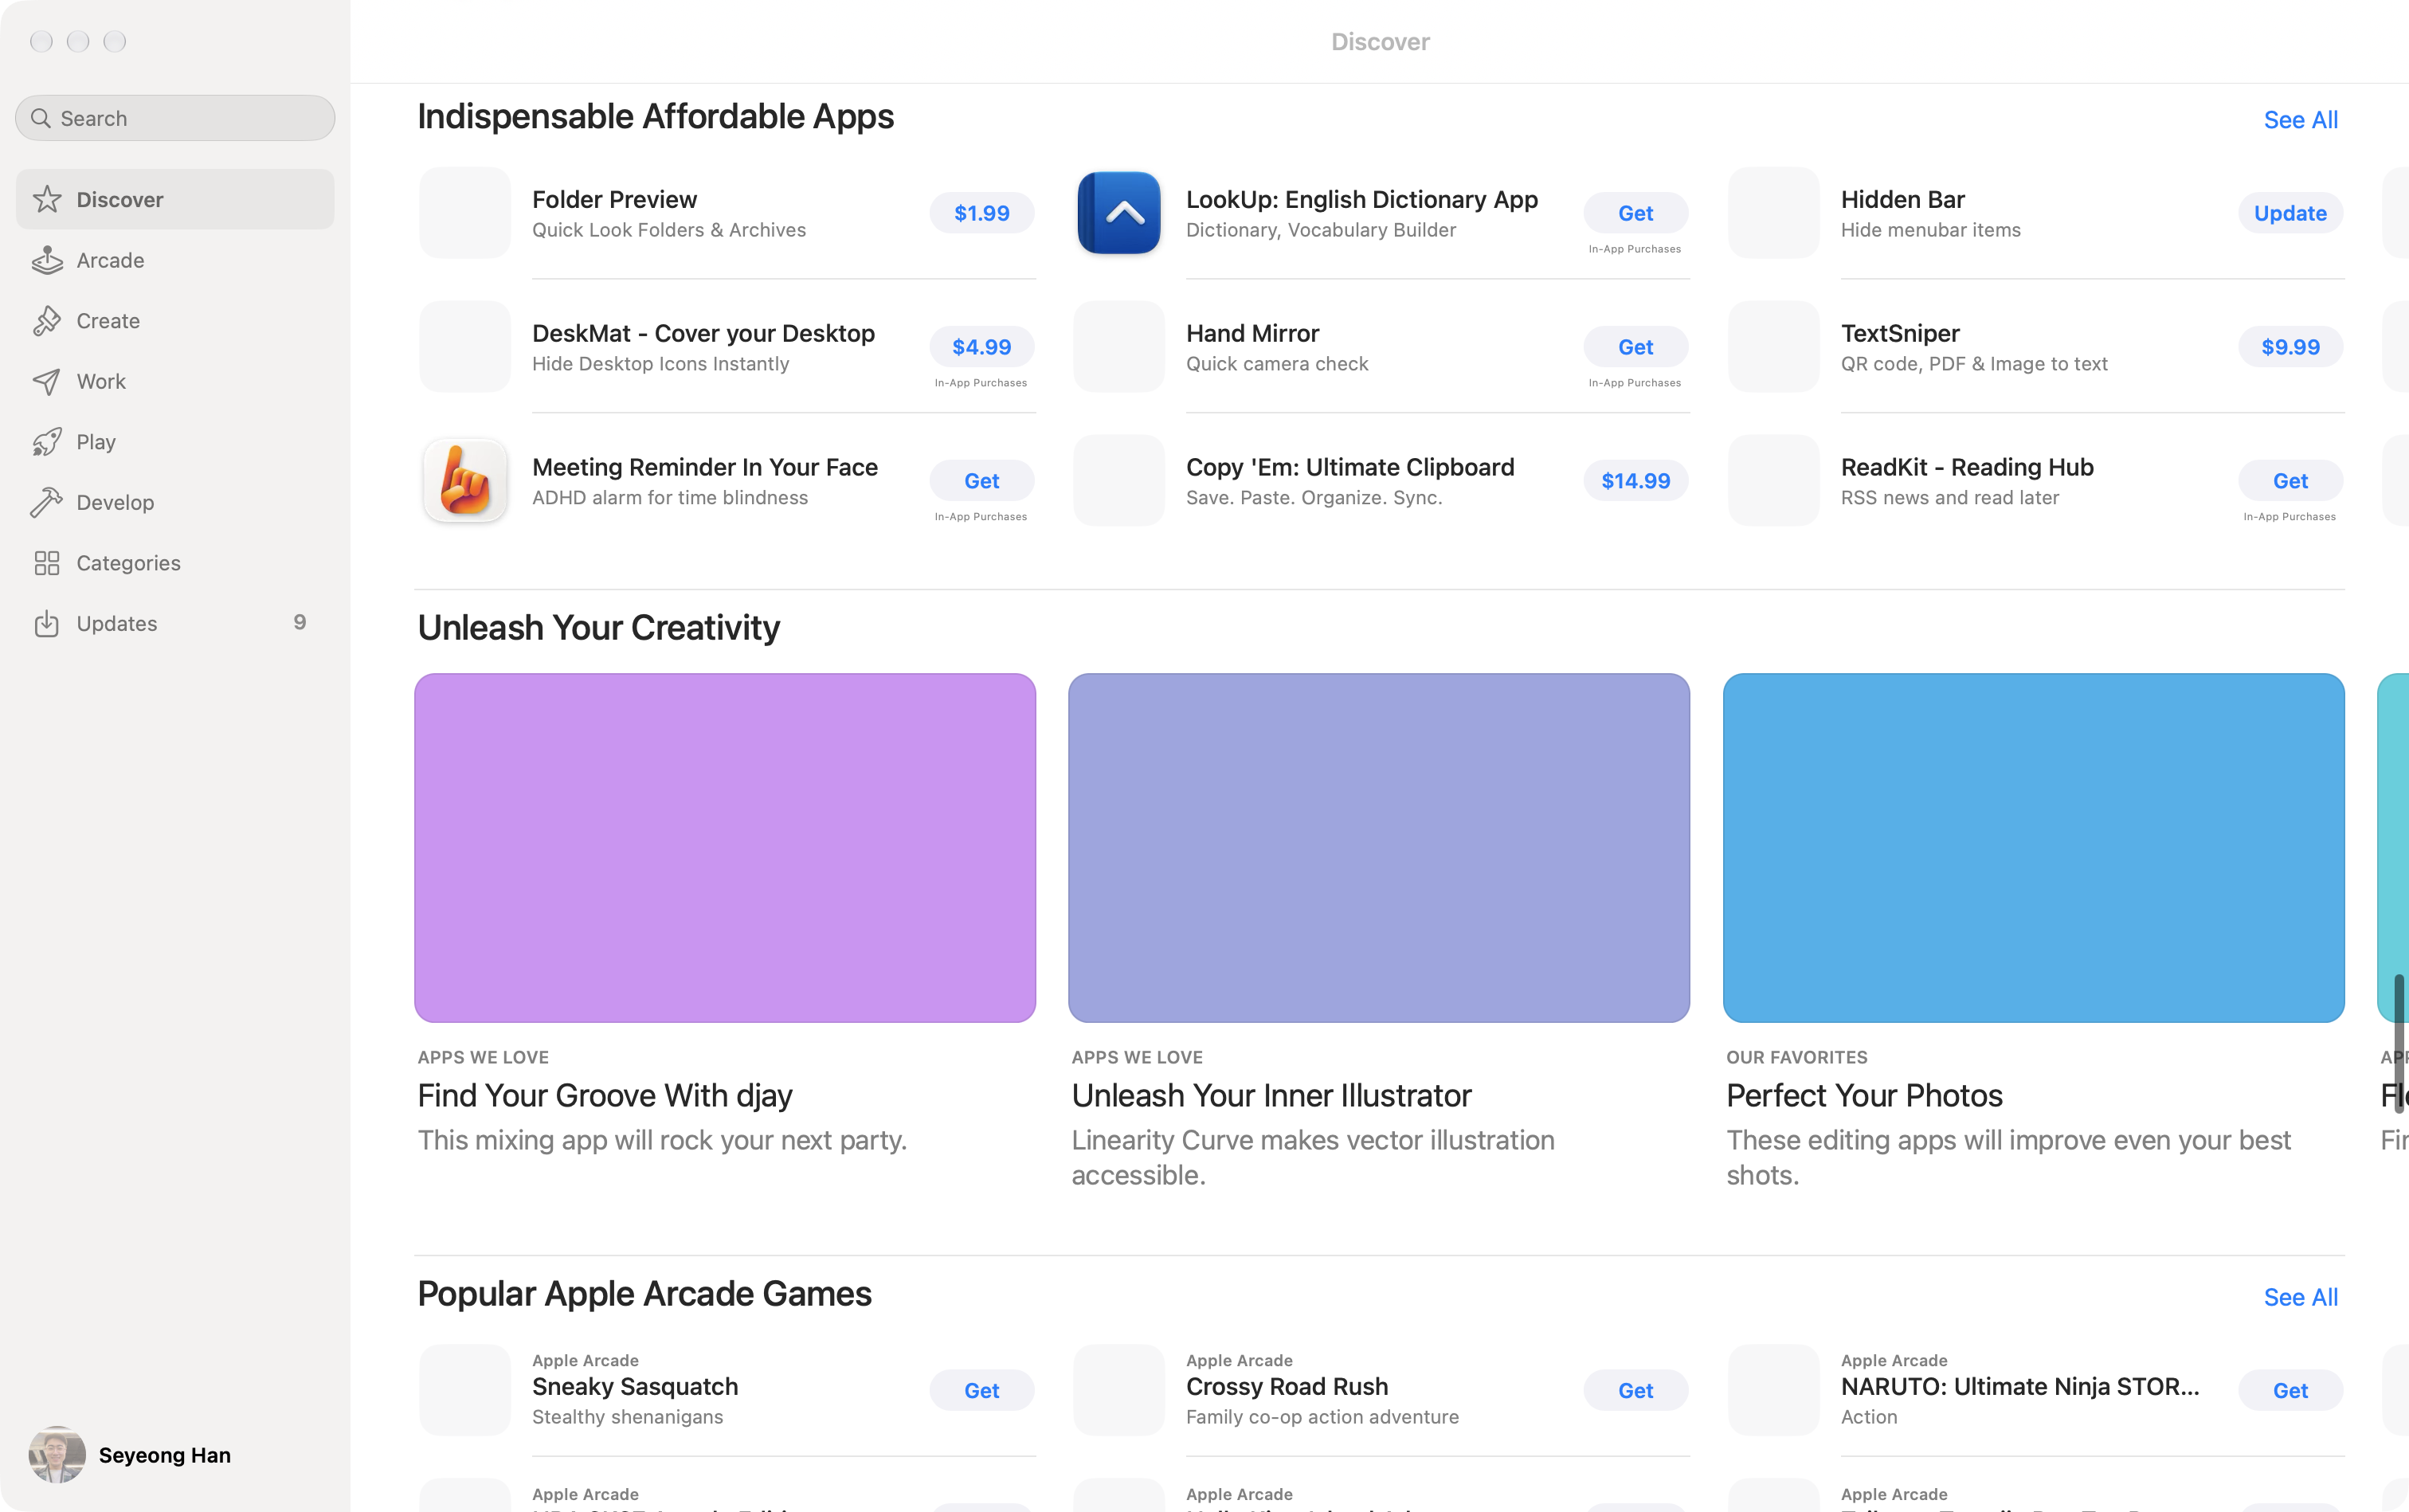 Discover
Search
Discover
Arcade
Create
Work
Play
Develop
Categories
Updates 9
Seyeong Han
Indispensable Affordable Apps See All
Folder Preview
Quick Look Folders & Archives
$1.99
LookUp: English Dictionary App
Dictionary, Vocabulary Builder
Get
In-App Purchases
Hidden Bar
Hide menubar items
Update
DeskMat - Cover your Desktop
Hide Desktop Icons Instantly
$4.99
In-App Purchases
Hand Mirror
Quick camera check
Get
In-App Purchases
TextSniper
QR code, PDF & Image to text
$9.99
Meeting Reminder In Your Face
ADHD alarm for time blindness
Get
In-App Purchases
Copy 'Em: Ultimate Clipboard
Save. Paste. Organize. Sync.
$14.99
ReadKit - Reading Hub
RSS news and read later
Get
In-App Purchases
Unleash Your Creativity
APPS WE LOVE
Find Your Groove With djay
This mixing app will rock your next party.
APPS WE LOVE
Unleash Your Inner Illustrator
Linearity Curve makes vector illustration
accessible.
OUR FAVORITES
Perfect Your Photos
These editing apps will improve even your best
shots.
Popular Apple Arcade Games See All
Apple Arcade
Sneaky Sasquatch
Stealthy shenanigans
Get
Apple Arcade
Crossy Road Rush
Family co-op action adventure
Get
Apple Arcade
NARUTO: Ultimate Ninja STOR...
Action
Get
Apple Arcade
Apple Arcade
Apple Arcade